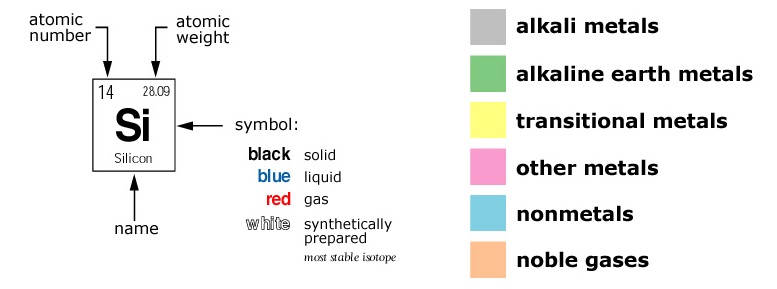 atomic number
atomic weight
14
28.09
Si
Silicon
name
symbol:
black solid
blue liquid
red gas
white synthetically
prepared
most stable isotope
alkali metals
alkaline earth metals
transitional metals
other metals
nonmetals
noble gases